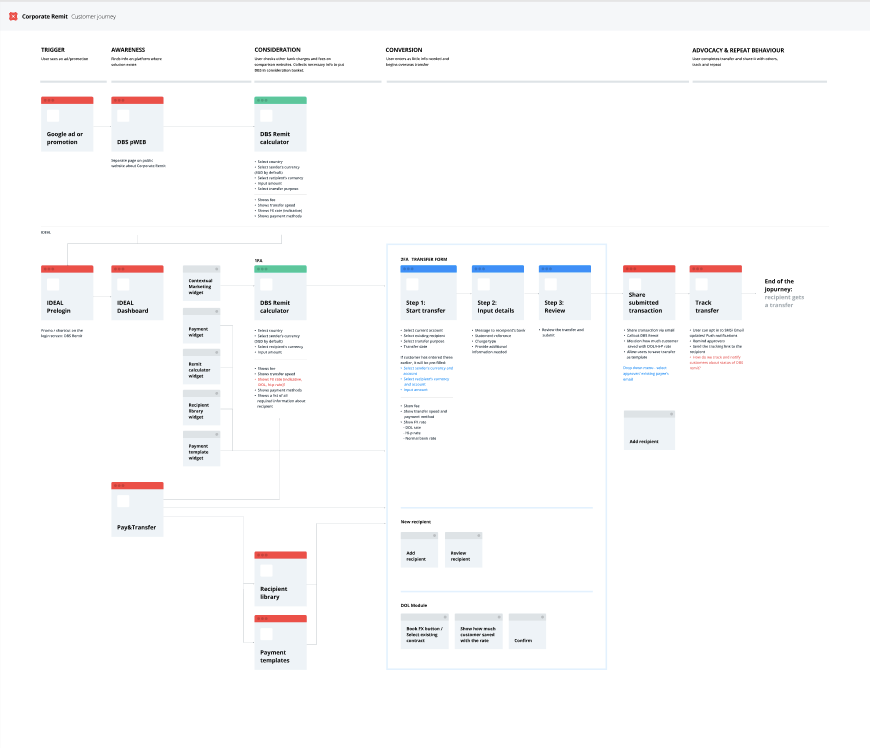 Corporate Remit Customer journey
TRIGGER
User sees an ad/promotion
AWARENESS
Finds info on platform where
solution exists
CONSIDERATION
User checks other bank charges and fees on
comparison websites. Collects necessary info to put
DBS in consideration basket.
CONVERSION
User enters as little info needed and
begins overseas transfer
ADVOCACY & REPEAT BEHAVIOUR
User completes transfer and share it with others,
track and repeat
Google ad or
promotion
DBS pWEB
Separate page on public
website about Corporate Remit
DBS Remit
calculator
• Select country
• Select sender's currency
(SGD by default)
• Select recipient's currency
• Input amount
• Select transfer purpose
• Shows fee
• Shows transfer speed
• Shows FX rate (indicative)
• Shows payment methods
IDEAL
IDEAL
Prelogin
Promo / shortcut on the
login screen: DBS Remit
IDEAL
Dashboard
Contextual
Marketing
widget
Payment
widget
Remit
calculator
widget
Recipient
library
widget
Payment
template
widget
1FA
DBS Remit
calculator
• Select country
• Select sender's currency
(SGD by default)
• Select recipient's currency
• Input amount
• Shows fee
• Shows transfer speed
• Shows FX rate (indicative,
• Shows payment methods
• Shows a list of all
required information about
recipient
2FA TRANSFER FORM
Step 1:
Start transfer
• Select current account
• Select existing recipient
• Select transfer purpose
• Transfer date
If customer has entered these
earlier, it will be pre-filled:
• Select sender's currency and
account
• Select recipient's currency
and account
• Input amount
• Show fee
• Show transfer speed and
payment method
• Show FX rate
- DOL rate
- FX p rate
- Normal bank rate
Step 2:
Input details
• Message to recipient's bank
• Statement reference
• Charge type
• Provide additional
information needed
Step 3:
Review
• Review the transfer and
submit
Share
submitted
transaction
• Share transaction via email
• Callout DBS Remit
• Mention how much customer
saved with DOL/HVP rate
• Allow users to save transfer
as template
Drop down menu - select
approver/ existing payee's
email
Add recipient
Track
transfer
• User can opt in to SMS/ Email
updates/ Push notifications
• Remind approvers
• Send the tracking link to the
recipient
• How do we track and notify
customers about status of DBS
Remit?
End of the
jopurney:
recipient gets
a transfer
Pay&Transfer
Recipient
library
Payment
templates
New recipient
Add
recipient
Review
recipient
DOL Module
Book FX button /
Select existing
contract
Show how much
customer saved
with the rate
Confirm